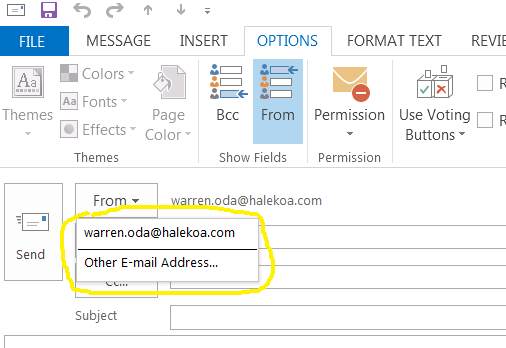 FILE MESSAGE INSERT OPTIONS FORMAT TEXT REVIE
Aa Themes
Colors
Aa Fonts
Effects
Page Color
Bcc
From
Permission
Use Voting Buttons
R
R
Themes Show Fields Permission
Send
From warren.oda@halekoa.com
warren.oda@halekoa.com
Other E-mail Address...
Cc...
Subject